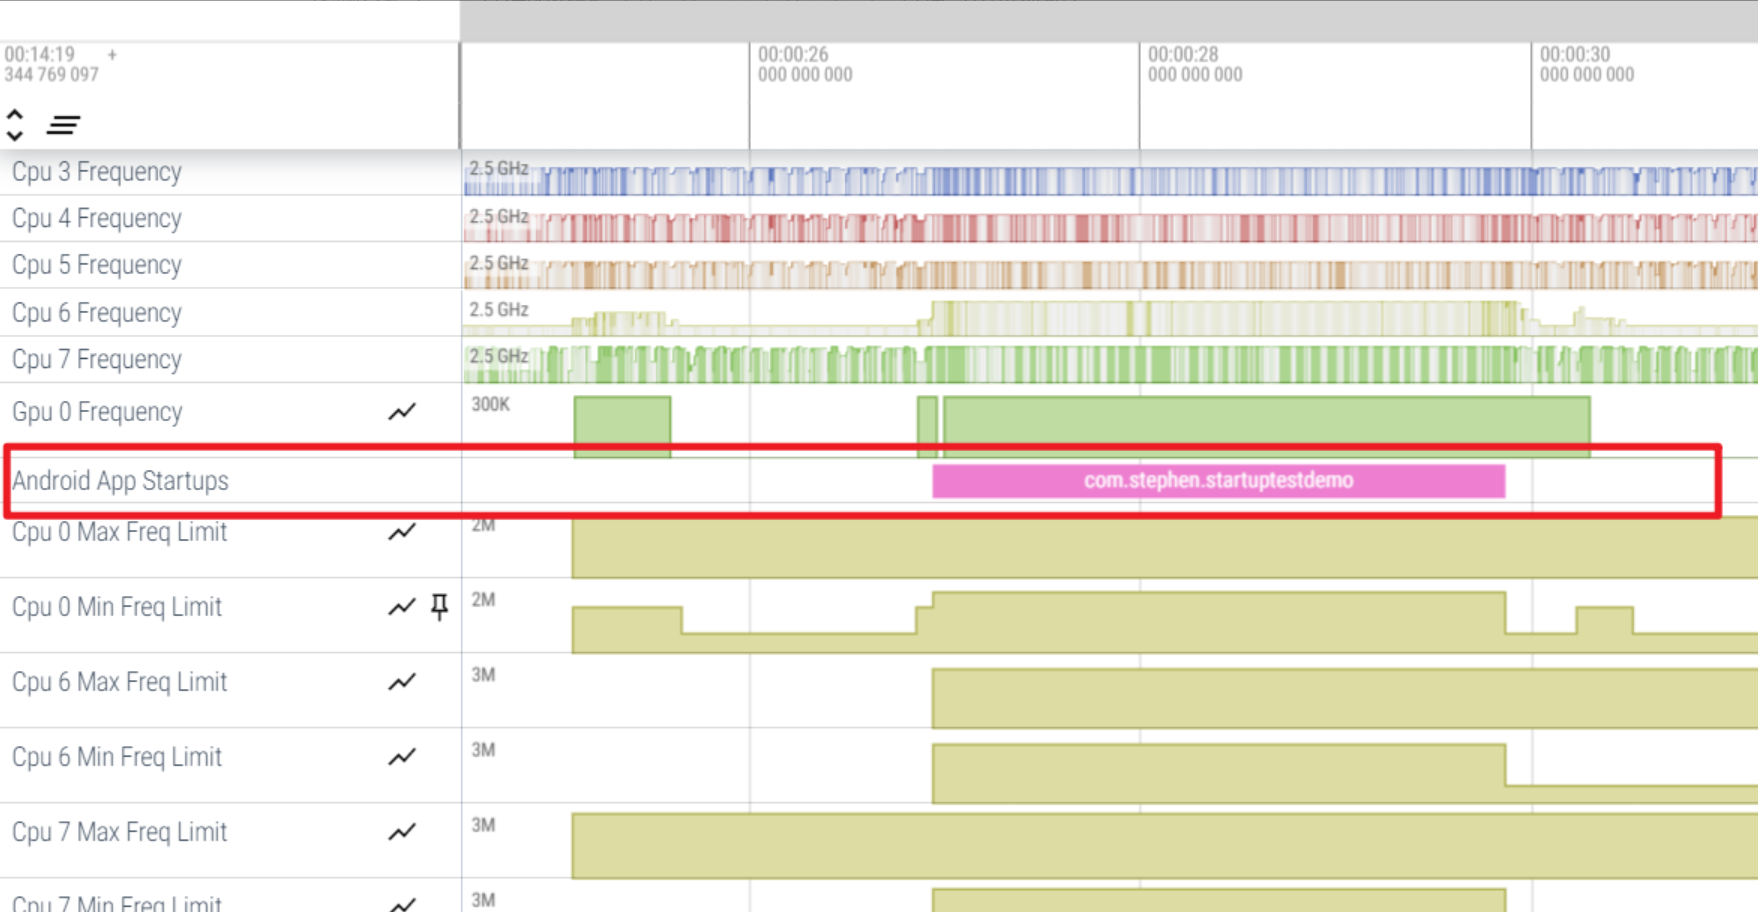 00:14:19 +
344 769 097
00:00:26
000 000 000
00:00:28
000 000 000
00:00:30
000 000 000
Cpu 3 Frequency
2.5 GHz
Cpu 4 Frequency
2.5 GHz
Cpu 5 Frequency
2.5 GHz
Cpu 6 Frequency
2.5 GHz
Cpu 7 Frequency
2.5 GHz
Gpu 0 Frequency
300K
Android App Startups
com.stephen.startuptestdemo
Cpu 0 Max Freq Limit
2M
Cpu 0 Min Freq Limit
2M
Cpu 6 Max Freq Limit
3M
Cpu 6 Min Freq Limit
3M
Cpu 7 Max Freq Limit
3M
Cpu 7 Min Freq Limit
3M